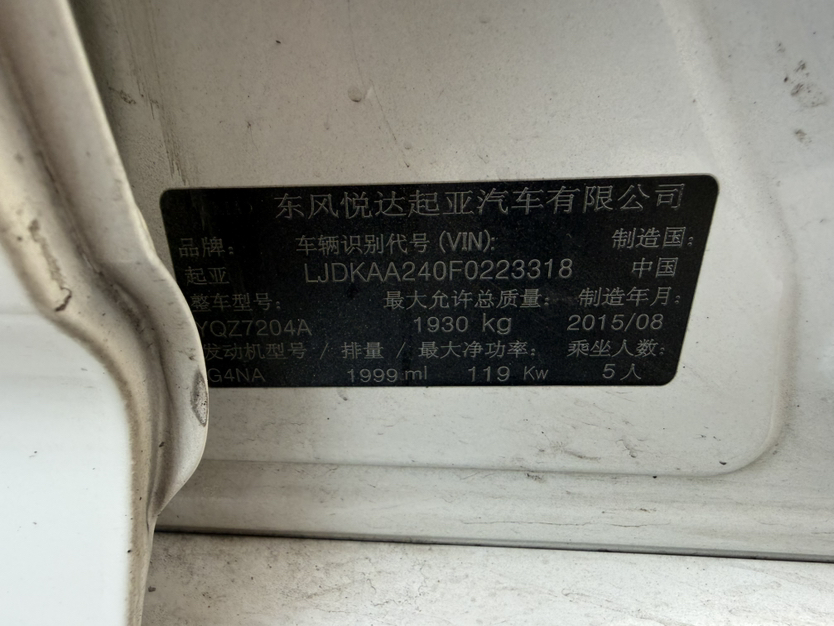 东风悦达起亚汽车有限公司
品牌: 车辆识别代号(VIN): 制造国:
起亚 LJDKAA240F0223318 中国
整车型号: 最大允许总质量: 制造年月:
YQZ7204A 1930 kg 2015/08
发动机型号 / 排量 / 最大净功率: 乘坐人数:
G4NA 1999ml 119 Kw 5人